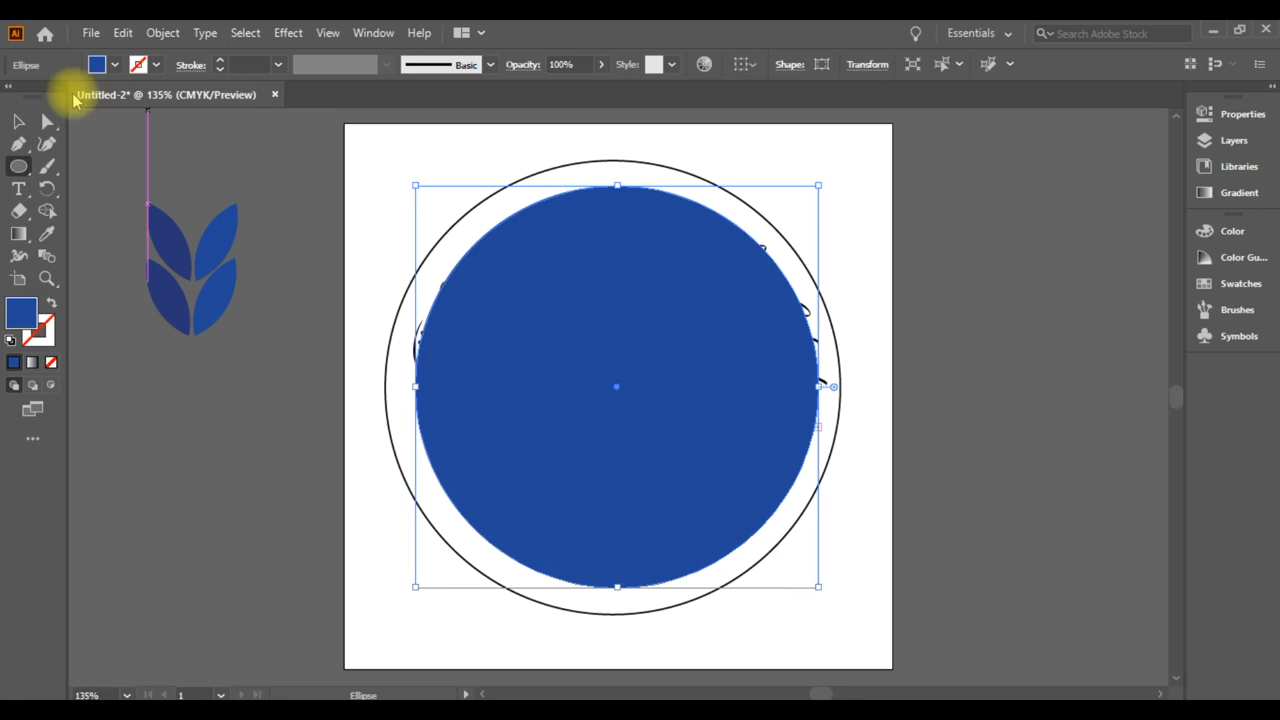 Ai File Edit Object Type Select Effect View Window Help Essentials Search Adobe Stock
Ellipse Stroke: Basic Opacity: 100% Style: Shape: Transform
Untitled-2* @ 135% (CMYK/Preview) ×
Properties
Layers
Libraries
Gradient
Color
Color Gu...
Swatches
Brushes
Symbols
135% 1 Ellipse